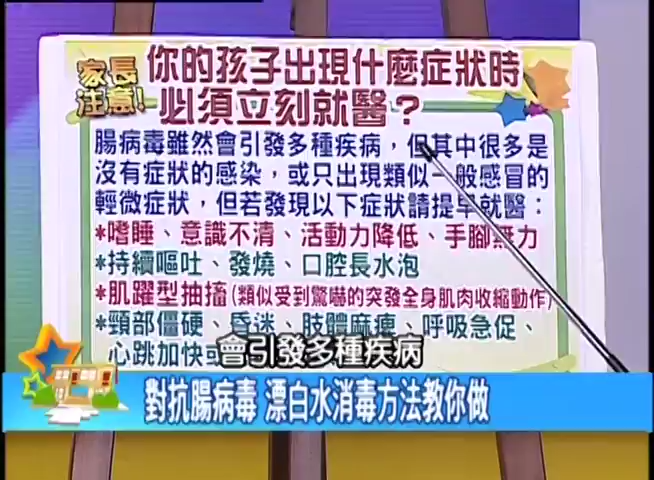 家長
注意!
你的孩子出現什麼症狀時
必須立刻就醫？
腸病毒雖然會引發多種疾病，但其中很多是
沒有症狀的感染，或只出現類似一般感冒的
輕微症狀，但若發現以下症狀請提早就醫：
*嗜睡、意識不清、活動力降低、手腳無力
*持續嘔吐、發燒、口腔長水泡
*肌躍型抽搐(類似受到驚嚇的突發全身肌肉收縮動作)
*頸部僵硬、昏迷、肢體麻痺、呼吸急促、
心跳加快或
會引發多種疾病
對抗腸病毒 漂白水消毒方法教你做